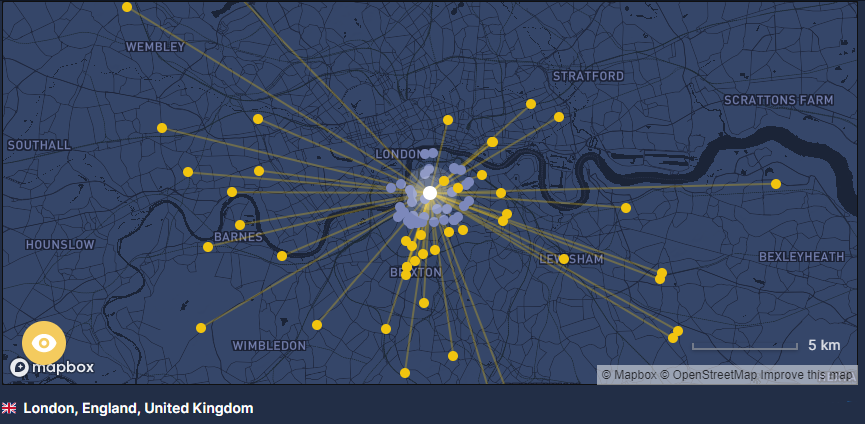 WEMBLEY
STRATFORD
SCRATTONS FARM
SOUTHALL
LONDON
BARNES
HOUNSLOW
LEWISHAM
BEXLEYHEATH
BRIXTON
WIMBLEDON
5 km
mapbox
© Mapbox © OpenStreetMap Improve this map
London, England, United Kingdom